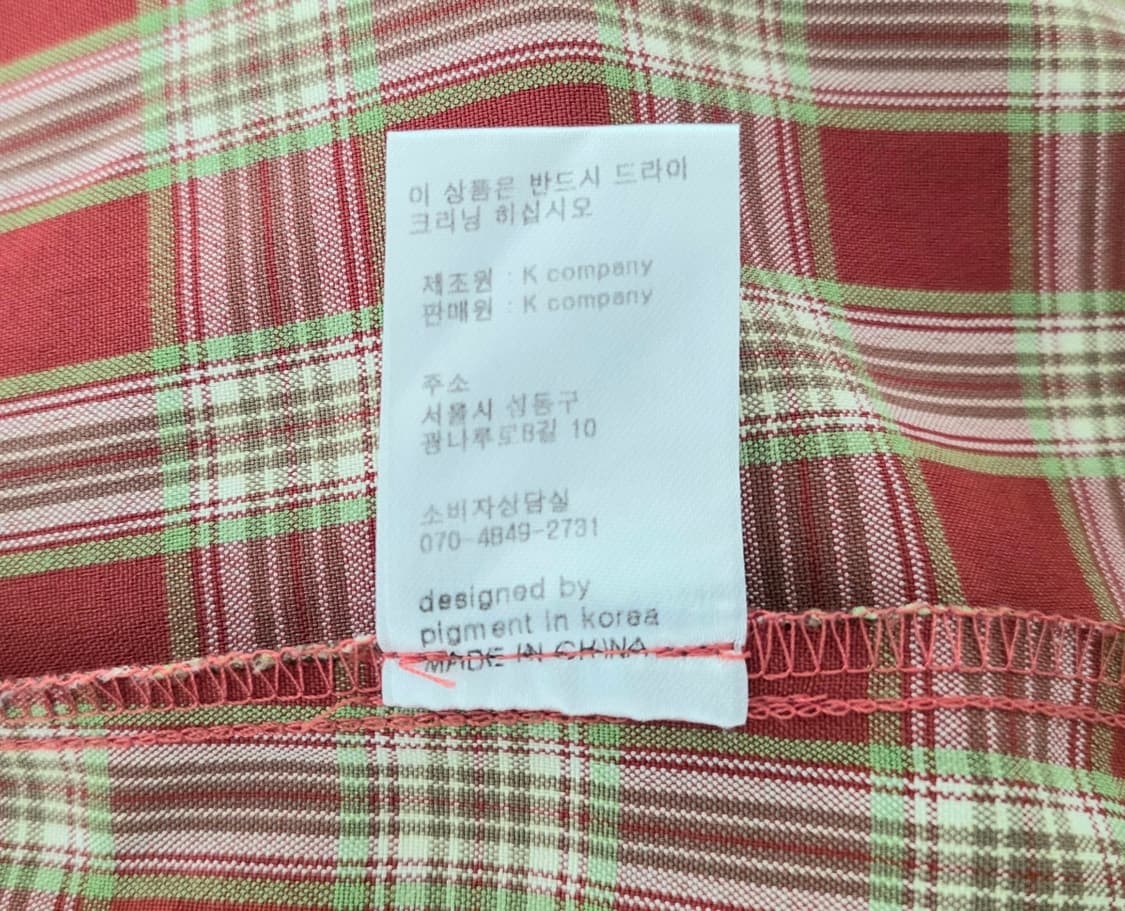 이 상품은 반드시 드라이
크리닝 하십시오
제조원 : K company
판매원 : K company
주소
서울시 성동구
광나루로8길 10
소비자상담실
070-4849-2731
designed by
pigment in korea
MADE IN CHINA